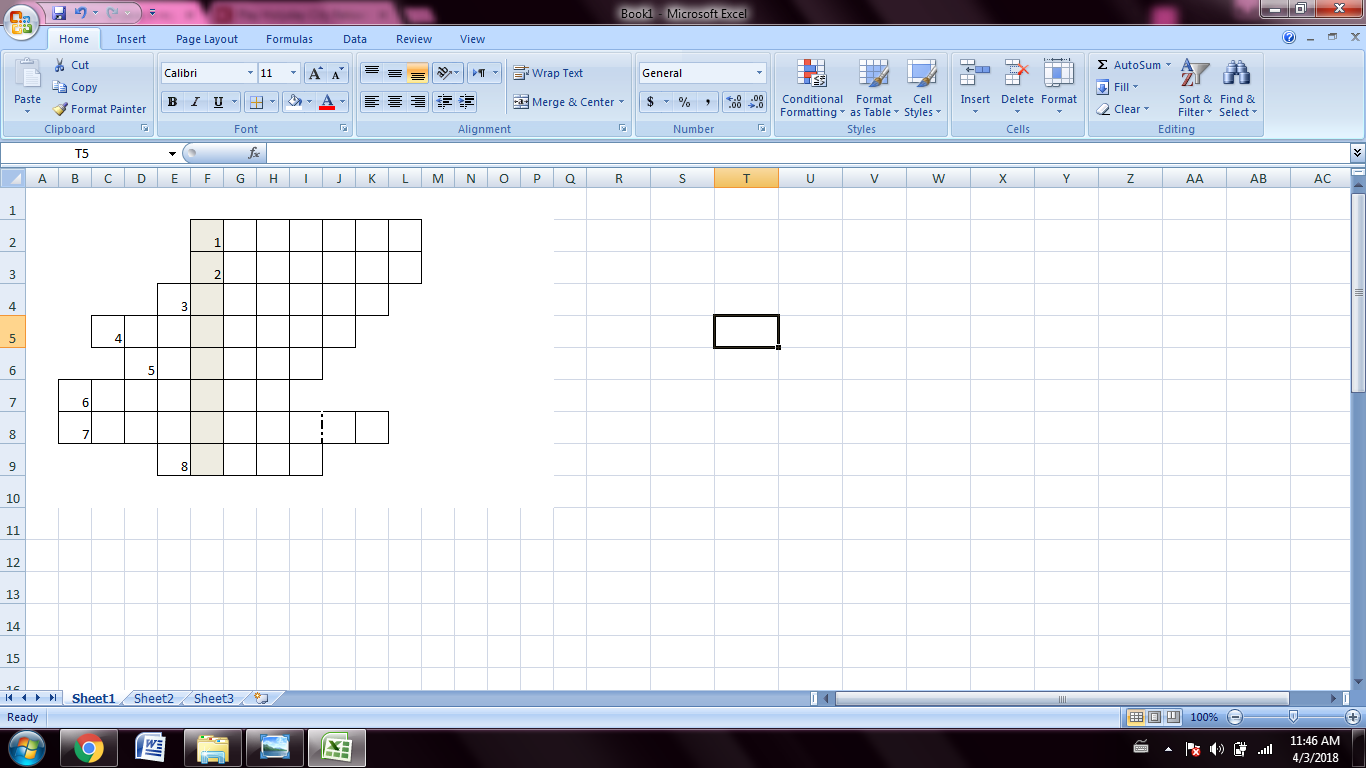 Book1 - Microsoft Excel
Home Insert Page Layout Formulas Data Review View
Paste Cut Copy Format Painter
Calibri 11
B I U A
Wrap Text
Merge & Center
General
$ % ,
Conditional Formatting Format as Table Cell Styles
Insert Delete Format
AutoSum
Fill
Clear
Sort & Filter Find & Select
Clipboard Font Alignment Number Styles Cells Editing
T5 fx
A B C D E F G H I J K L M N O P Q R S T U V W X Y Z AA AB AC
1
2 1
3 2
4 3
5 4
6 5
7 6
8 7
9 8
10
11
12
13
14
15
16
Sheet1 Sheet2 Sheet3
Ready 100%
11:46 AM
4/3/2018